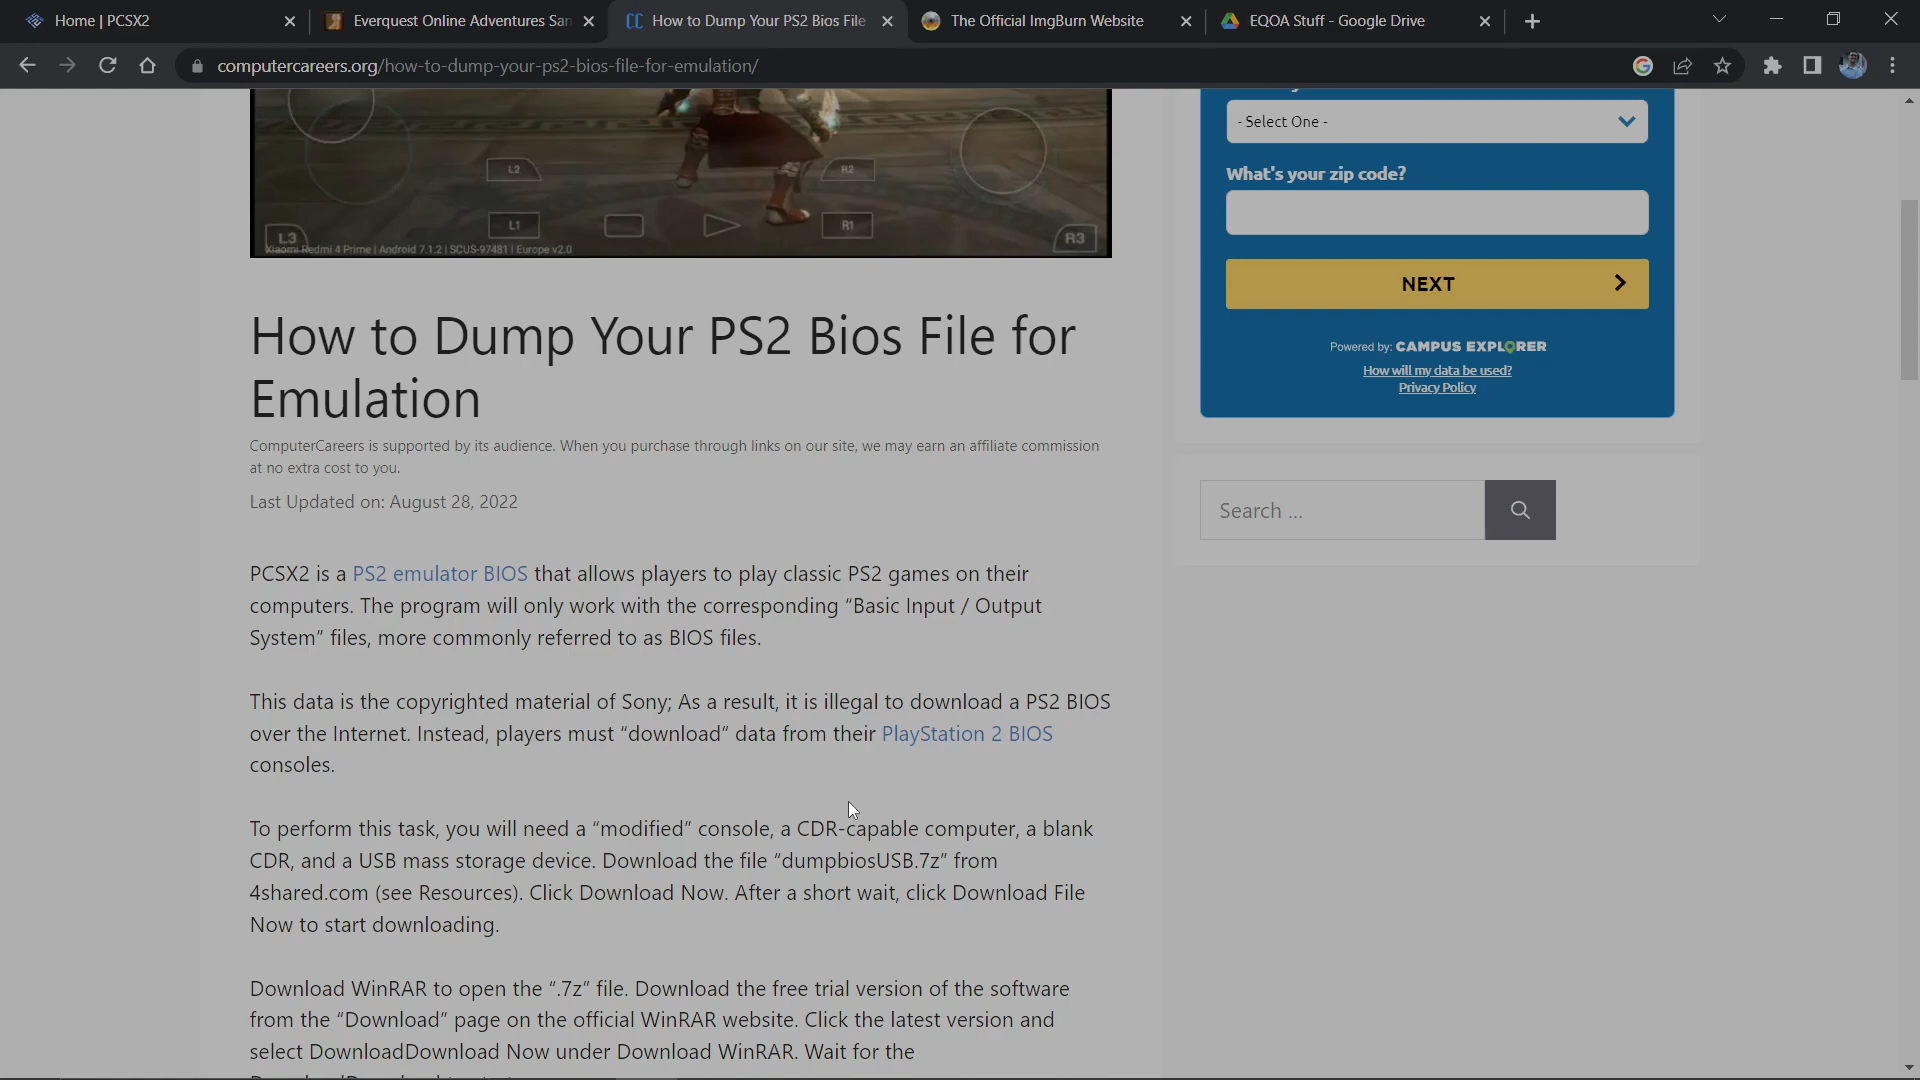 Home | PCSX2
Everquest Online Adventures San
How to Dump Your PS2 Bios File
The Official ImgBurn Website
EQOA Stuff - Google Drive
computercareers.org/how-to-dump-your-ps2-bios-file-for-emulation/
L2
R2
L1
R1
L3
R3
Xiaomi Redmi 4 Prime | Android 7.1.2 | SCUS-97481 | Europe v2.0
- Select One -
What's your zip code?
NEXT
Powered by: CAMPUS EXPLORER
How will my data be used?
Privacy Policy
Search ...
How to Dump Your PS2 Bios File for
Emulation
ComputerCareers is supported by its audience. When you purchase through links on our site, we may earn an affiliate commission
at no extra cost to you.
Last Updated on: August 28, 2022
PCSX2 is a PS2 emulator BIOS that allows players to play classic PS2 games on their
computers. The program will only work with the corresponding “Basic Input / Output
System” files, more commonly referred to as BIOS files.
This data is the copyrighted material of Sony; As a result, it is illegal to download a PS2 BIOS
over the Internet. Instead, players must “download” data from their PlayStation 2 BIOS
consoles.
To perform this task, you will need a “modified” console, a CDR-capable computer, a blank
CDR, and a USB mass storage device. Download the file “dumpbiosUSB.7z” from
4shared.com (see Resources). Click Download Now. After a short wait, click Download File
Now to start downloading.
Download WinRAR to open the “.7z” file. Download the free trial version of the software
from the “Download” page on the official WinRAR website. Click the latest version and
select DownloadDownload Now under Download WinRAR. Wait for the